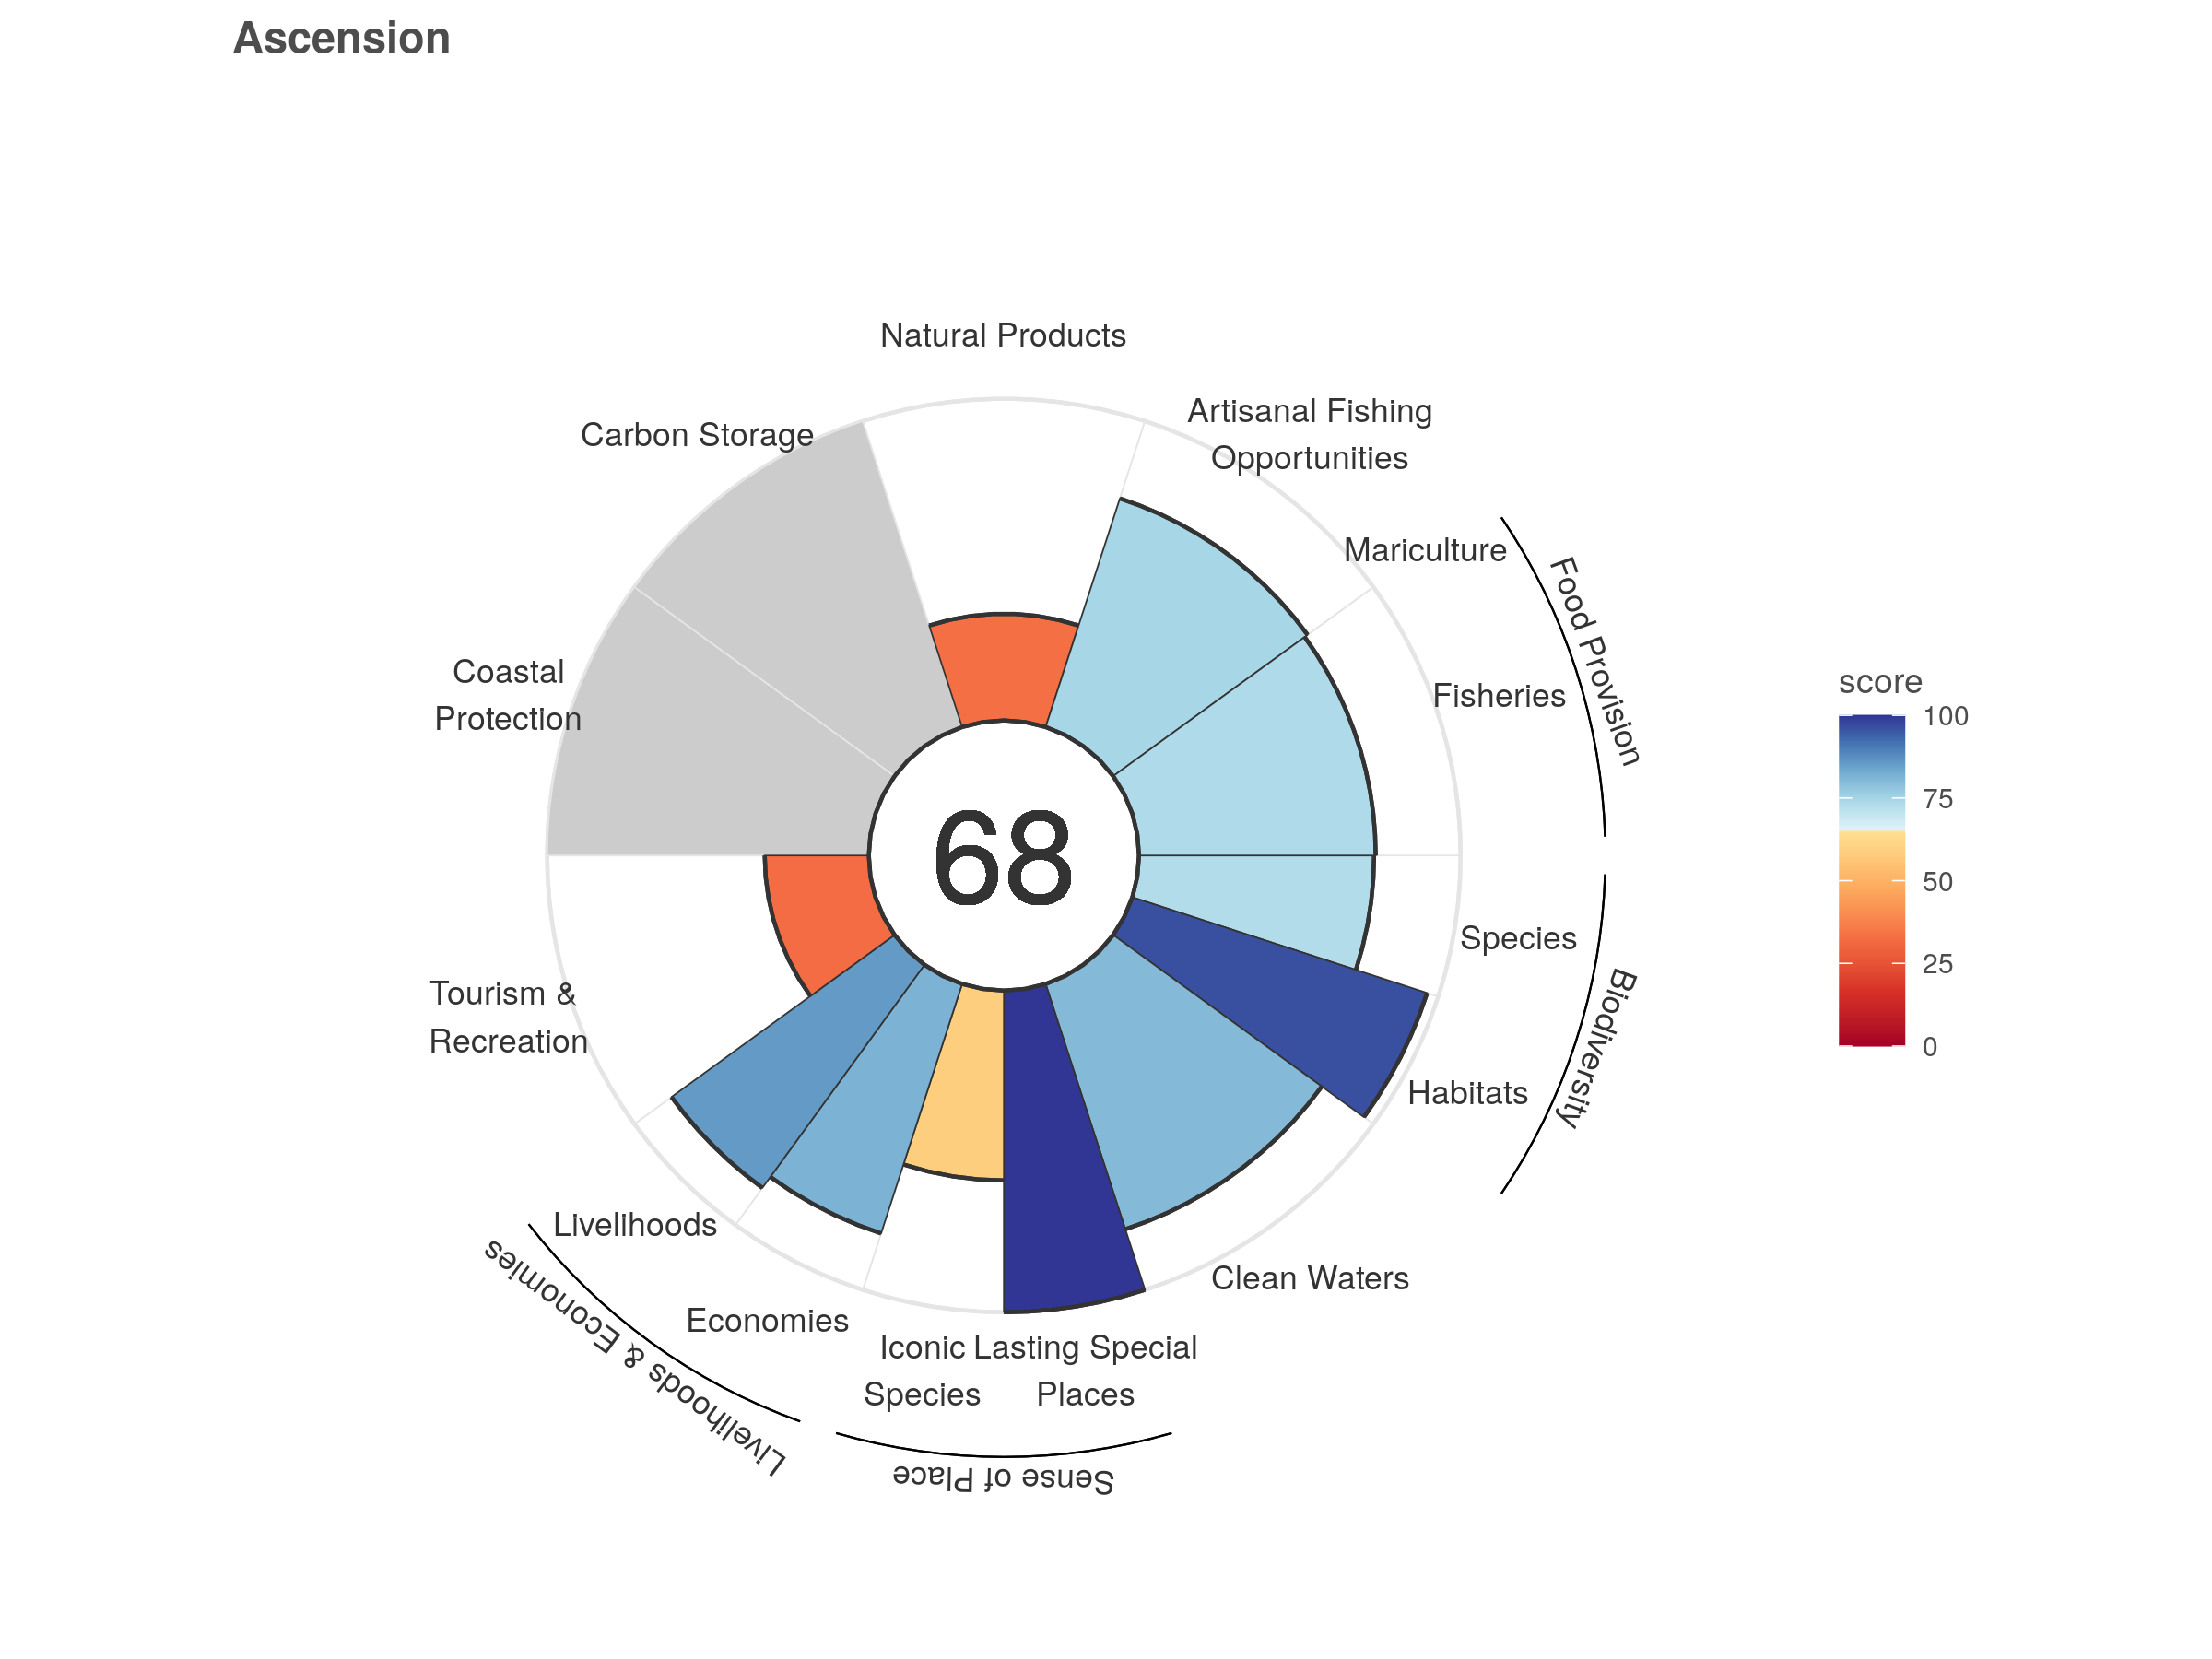 Ascension
Natural Products
Artisanal Fishing
Opportunities
Carbon Storage
Mariculture
Food Provision
Coastal
Protection
Fisheries
score
100
75
50
25
0
68
Species
Biodiversity
Tourism &
Recreation
Habitats
Livelihoods
Clean Waters
Livelihoods & Economies
Economies
Iconic
Species
Lasting Special
Places
Sense of Place